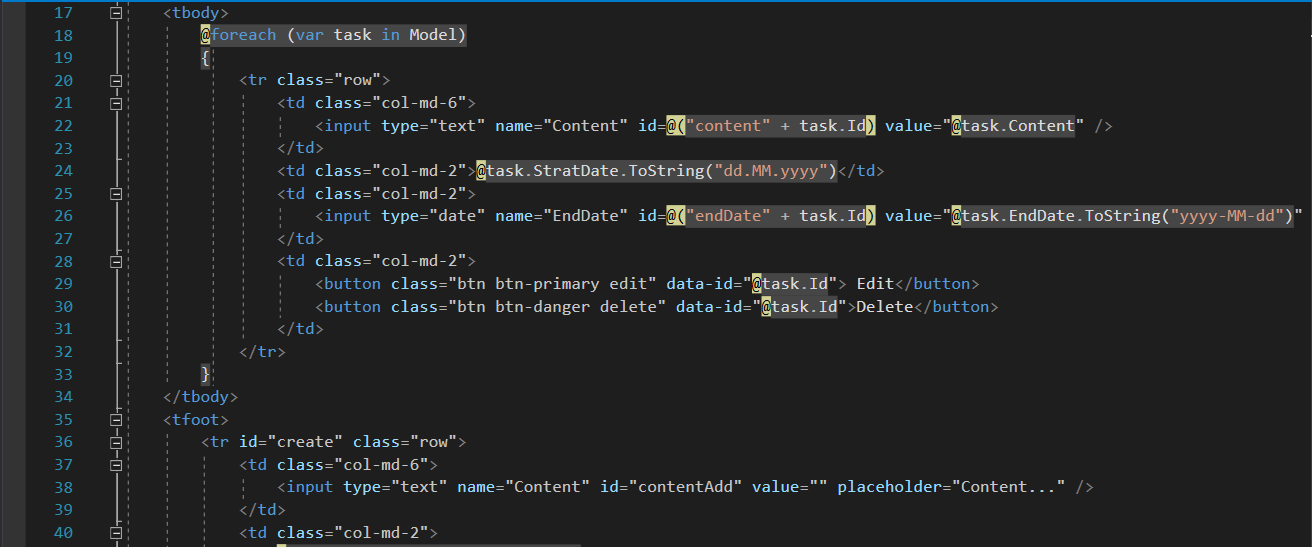 17 <tbody>
18 @foreach (var task in Model)
19 {
20 <tr class="row">
21 <td class="col-md-6">
22 <input type="text" name="Content" id=@("content" + task.Id) value="@task.Content" />
23 </td>
24 <td class="col-md-2">@task.StratDate.ToString("dd.MM.yyyy")</td>
25 <td class="col-md-2">
26 <input type="date" name="EndDate" id=@("endDate" + task.Id) value="@task.EndDate.ToString("yyyy-MM-dd")"
27 </td>
28 <td class="col-md-2">
29 <button class="btn btn-primary edit" data-id="@task.Id"> Edit</button>
30 <button class="btn btn-danger delete" data-id="@task.Id">Delete</button>
31 </td>
32 </tr>
33 }
34 </tbody>
35 <tfoot>
36 <tr id="create" class="row">
37 <td class="col-md-6">
38 <input type="text" name="Content" id="contentAdd" value="" placeholder="Content..." />
39 </td>
40 <td class="col-md-2">